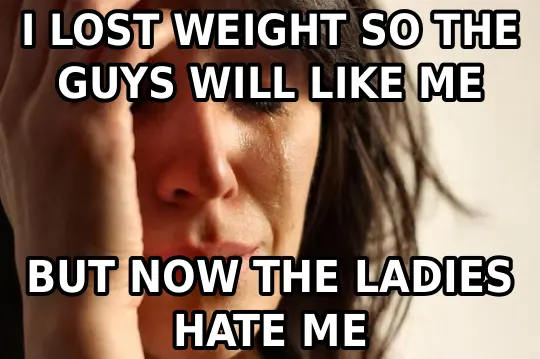 I LOST WEIGHT SO THE
GUYS WILL LIKE ME
BUT NOW THE LADIES
HATE ME